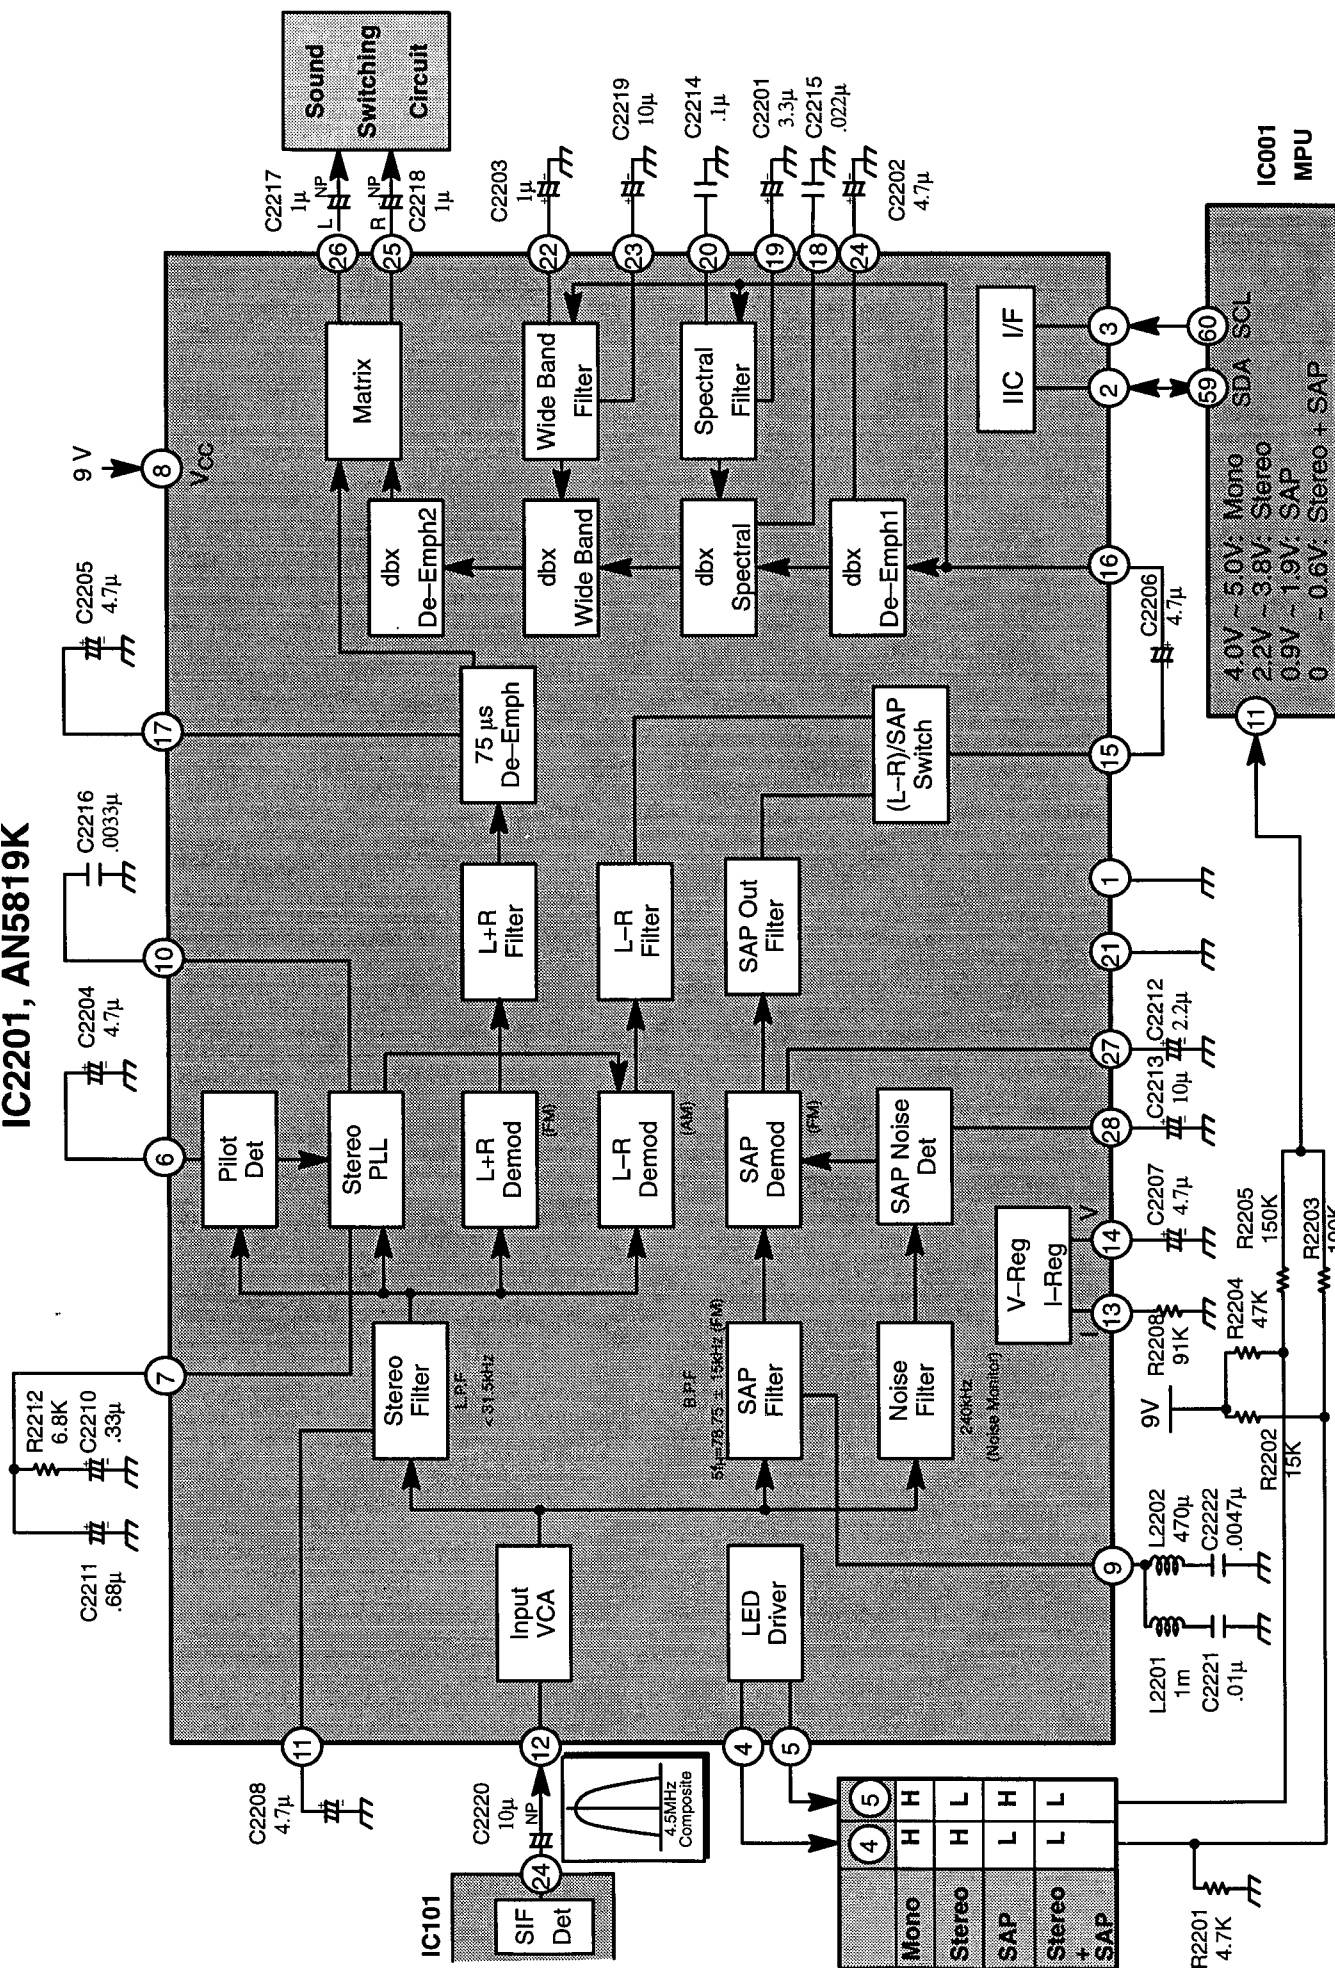 IC2201, AN5819K
C2211
.68µ
R2212
6.8K
C2210
.33µ
C2204
4.7µ
C2216
.0033µ
C2205
4.7µ
9 V
7
6
10
17
8
VCC
Pilot
Det
Stereo
PLL
L+R
Demod
(FM)
L–R
Demod
(AM)
SAP
Demod
(FM)
SAP Noise
Det
Stereo
Filter
L.P.F
< 31.5kHz
B.P.F
SAP
Filter
Noise
Filter
240kHz
(Noise Monitor)
L+R
Filter
L–R
Filter
SAP Out
Filter
75 µs
De–Emph
(L–R)/SAP
Switch
Matrix
dbx
De–Emph2
Wide Band
Filter
dbx
Wide Band
Spectral
Filter
dbx
Spectral
dbx
De–Emph1
IIC I/F
V–Reg
I–Reg
Input
VCA
LED
Driver
C2208
4.7µ
11
IC101
SIF
Det
24
C2220
10µ
NP
12
4.5MHz
Composite
4
5
4 5
Mono H H
Stereo H L
SAP L H
Stereo
+
SAP L L
R2201
4.7K
9
L2201
1m
C2221
.01µ
L2202
470µ
C2222
.0047µ
I
13
R2208
91K
V
14
C2207
4.7µ
28
C2213
10µ
27
C2212
2.2µ
21
1
15
16
C2206
4.7µ
2
3
9V
R2202
15K
R2204
47K
R2205
150K
R2203
100K
11
59
SDA
60
SCL
4.0V ~ 5.0V: Mono
2.2V ~ 3.8V: Stereo
0.9V ~ 1.9V: SAP
0 ~ 0.6V: Stereo + SAP
IC001
MPU
26
L
C2217
1µ
NP
25
R
NP
C2218
1µ
Sound
Switching
Circuit
22
C2203
1µ
23
C2219
10µ
20
C2214
.1µ
19
C2201
3.3µ
18
C2215
.022µ
24
C2202
4.7µ